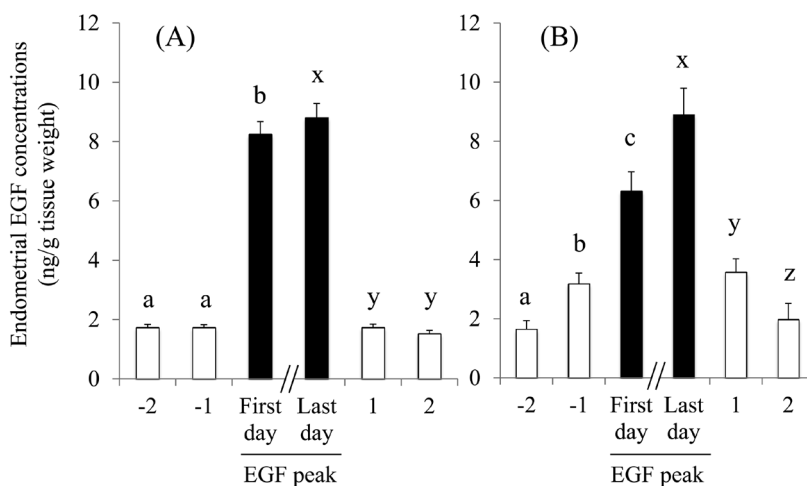 Endometrial EGF concentrations
(ng/g tissue weight)
12
10
8
6
4
2
0
(A)
a
a
b
x
y
y
-2
-1
First
day
Last
day
1
2
EGF peak
12
10
8
6
4
2
0
(B)
a
b
c
x
y
z
-2
-1
First
day
Last
day
1
2
EGF peak